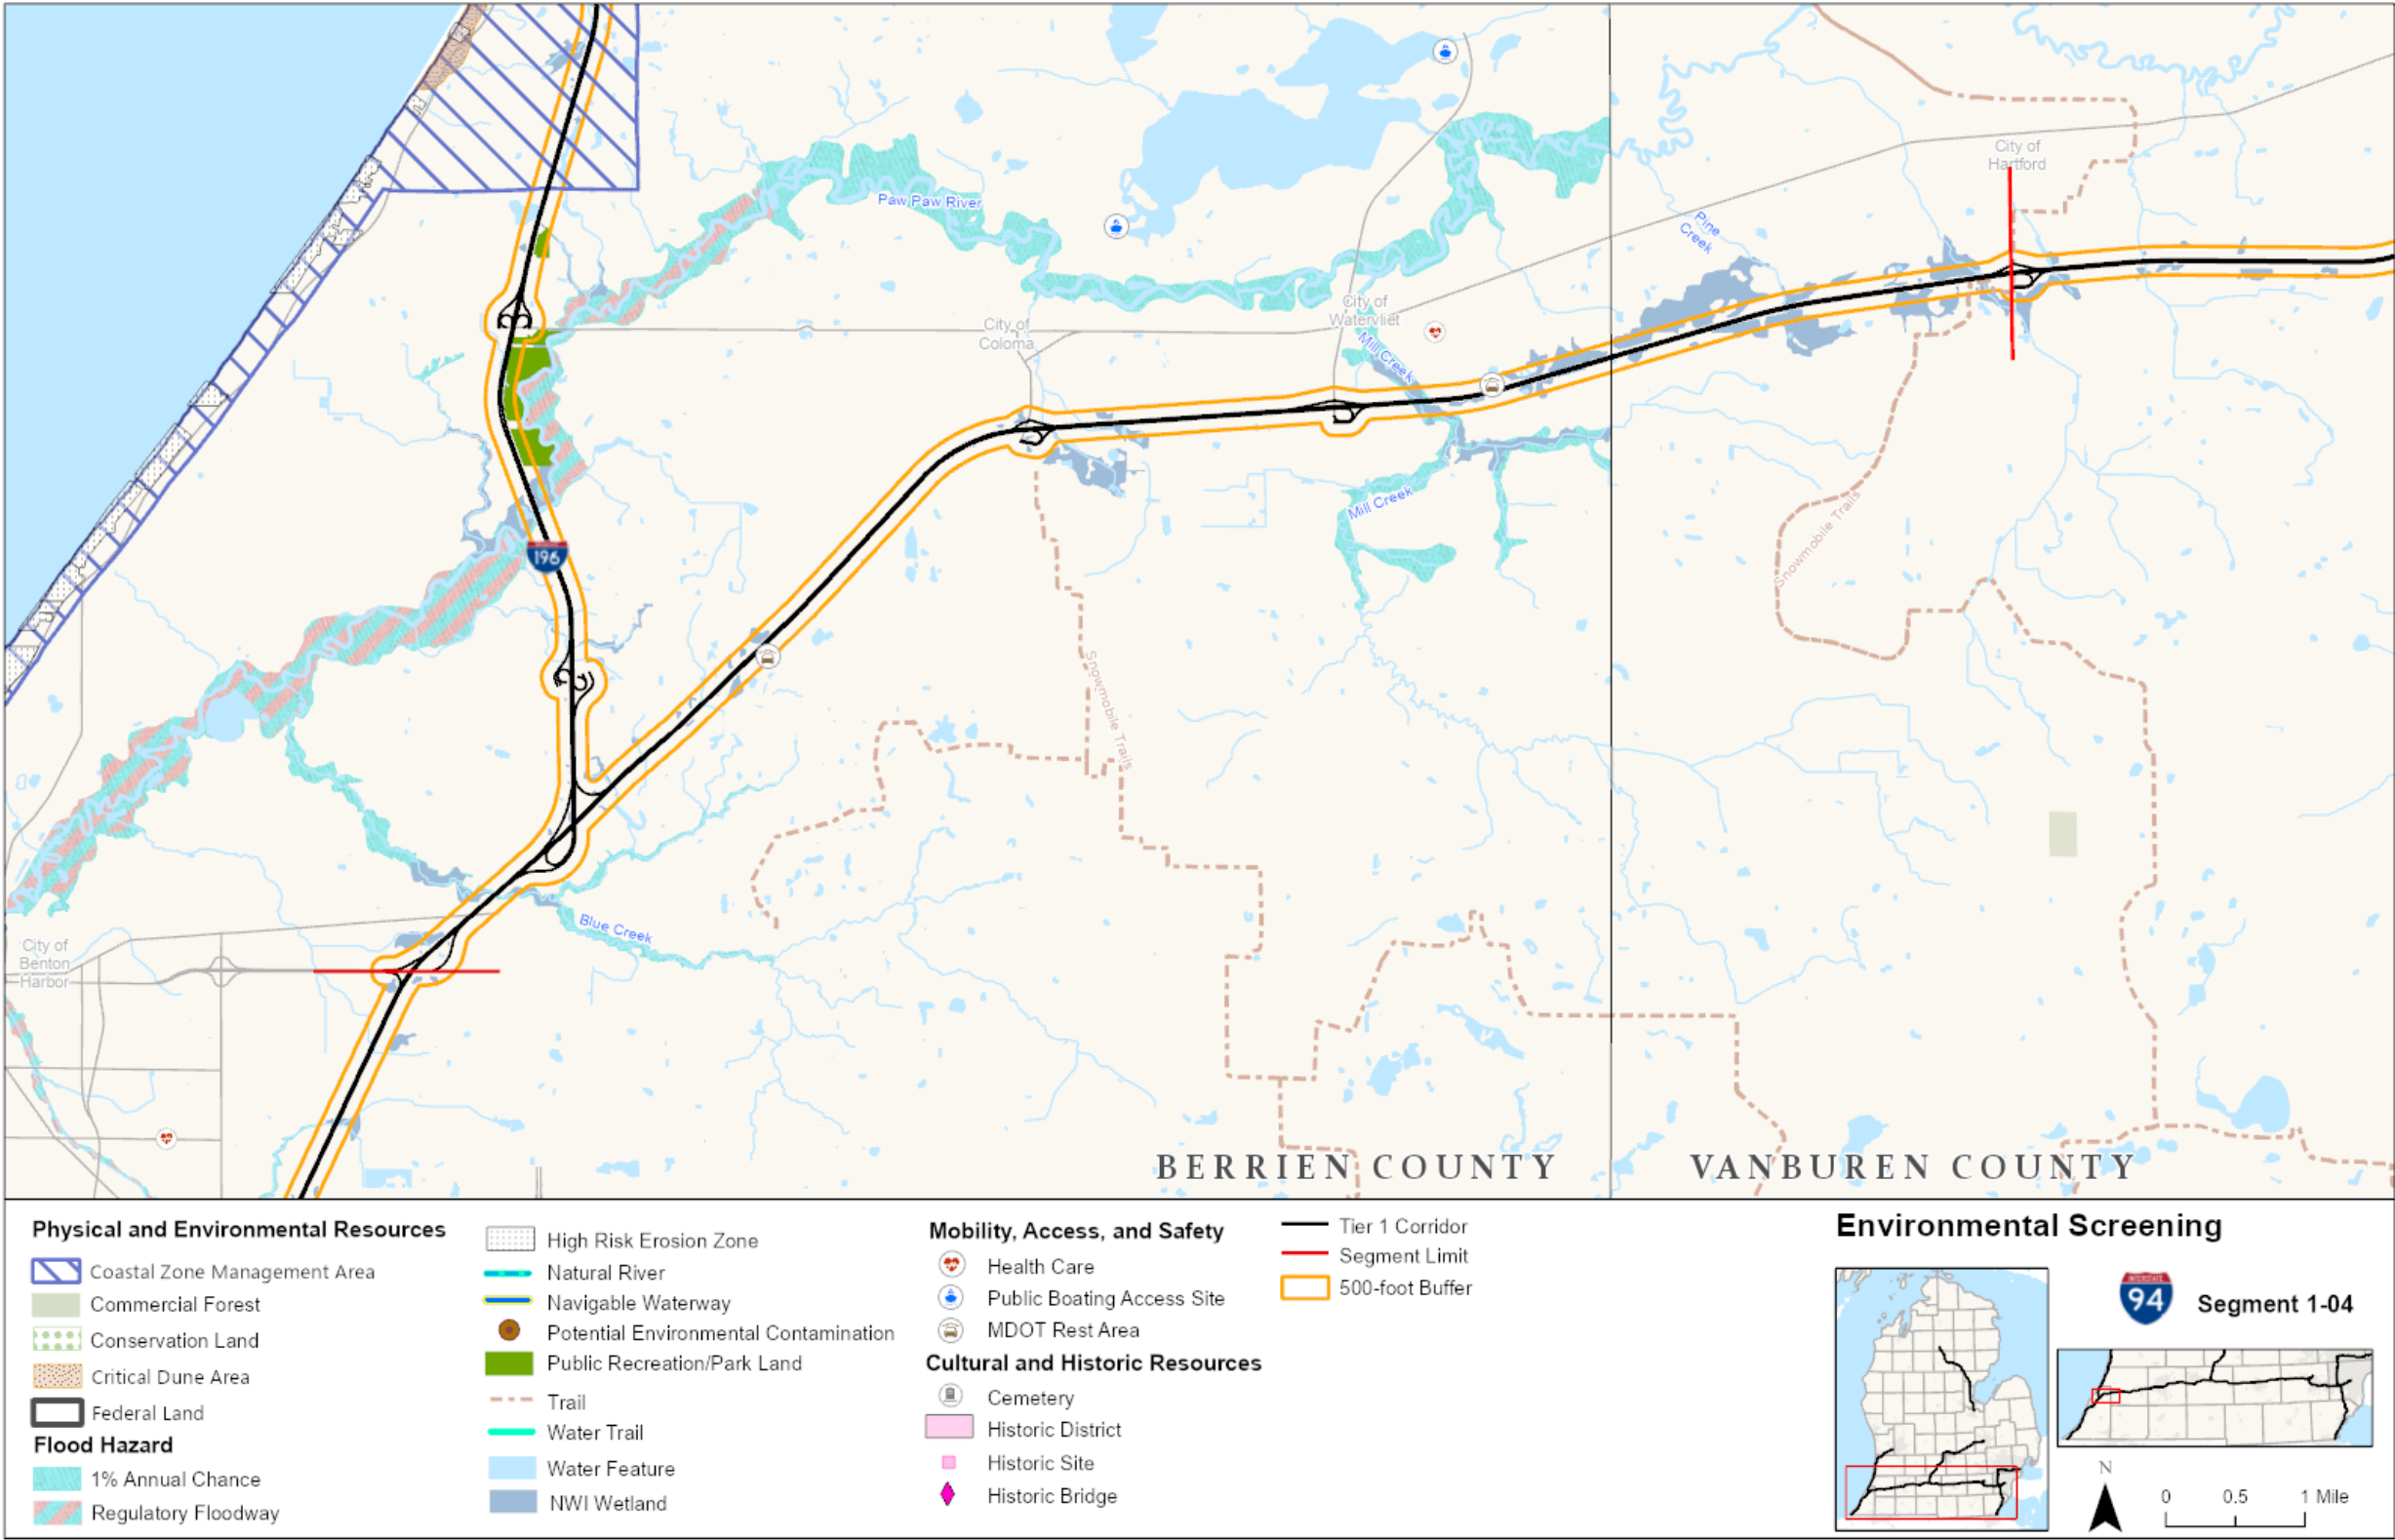 City of
Hartford
Paw Paw River
Pine
Creek
City of
Watervliet
City of
Coloma
Mill Creek
Mill Creek
Snowmobile Trails
196
Snowmobile Trails
Blue Creek
City of
Benton
Harbor
BERRIEN COUNTY
VANBUREN COUNTY
Physical and Environmental Resources
Coastal Zone Management Area
Commercial Forest
Conservation Land
Critical Dune Area
Federal Land
Flood Hazard
1% Annual Chance
Regulatory Floodway
High Risk Erosion Zone
Natural River
Navigable Waterway
Potential Environmental Contamination
Public Recreation/Park Land
Trail
Water Trail
Water Feature
NWI Wetland
Mobility, Access, and Safety
Health Care
Public Boating Access Site
MDOT Rest Area
Cultural and Historic Resources
Cemetery
Historic District
Historic Site
Historic Bridge
Tier 1 Corridor
Segment Limit
500-foot Buffer
Environmental Screening
INTERSTATE
94
Segment 1-04
N
0 0.5 1 Mile